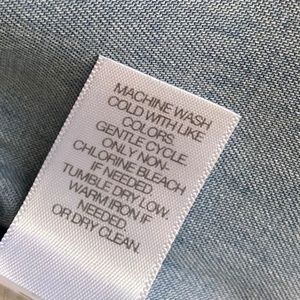 MACHINE WASH
COLD WITH LIKE
COLORS.
GENTLE CYCLE.
ONLY NON-
CHLORINE BLEACH
IF NEEDED.
TUMBLE DRY LOW.
WARM IRON IF
NEEDED.
OR DRY CLEAN.